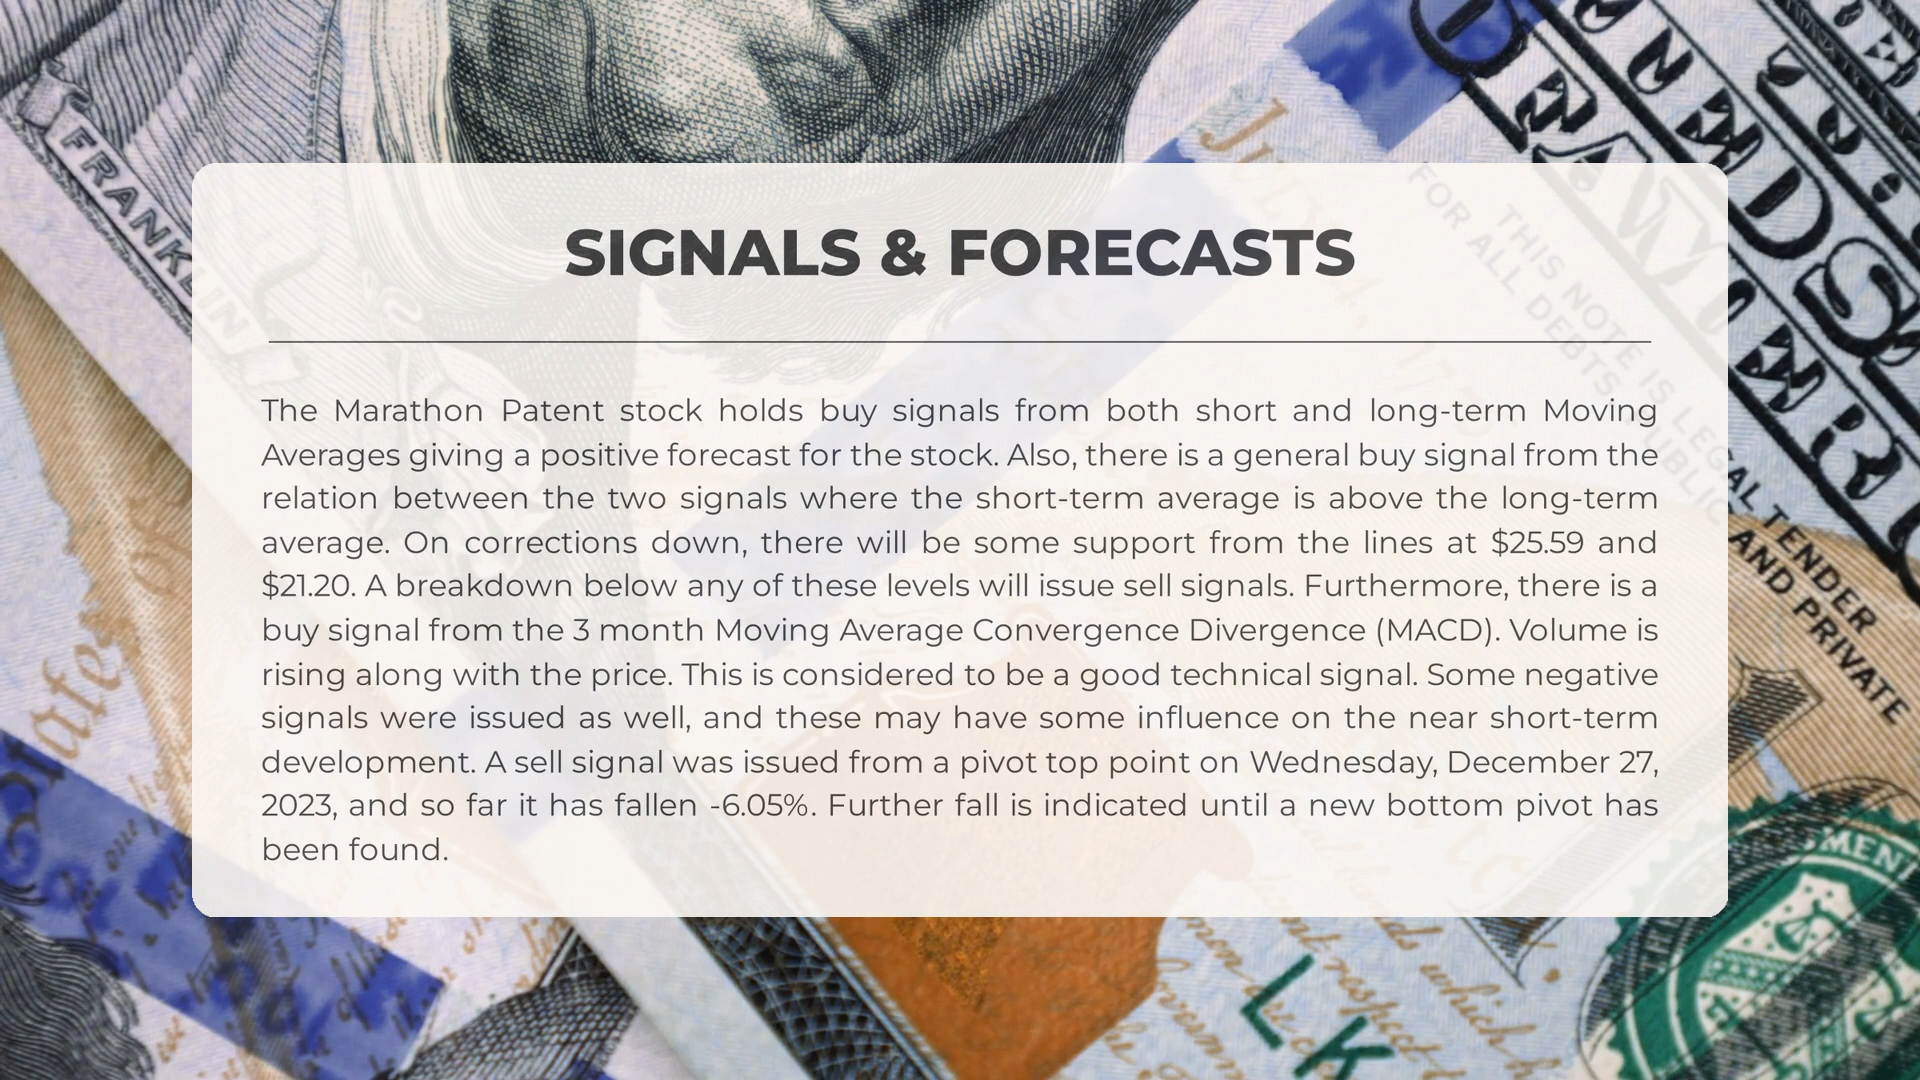 FRANKLIN
JULY 4, 1776
THIS NOTE IS LEGAL TENDER
FOR ALL DEBTS PUBLIC AND PRIVATE
SIGNALS & FORECASTS
The Marathon Patent stock holds buy signals from both short and long-term Moving
Averages giving a positive forecast for the stock. Also, there is a general buy signal from the
relation between the two signals where the short-term average is above the long-term
average. On corrections down, there will be some support from the lines at $25.59 and
$21.20. A breakdown below any of these levels will issue sell signals. Furthermore, there is a
buy signal from the 3 month Moving Average Convergence Divergence (MACD). Volume is
rising along with the price. This is considered to be a good technical signal. Some negative
signals were issued as well, and these may have some influence on the near short-term
development. A sell signal was issued from a pivot top point on Wednesday, December 27,
2023, and so far it has fallen -6.05%. Further fall is indicated until a new bottom pivot has
been found.
LK